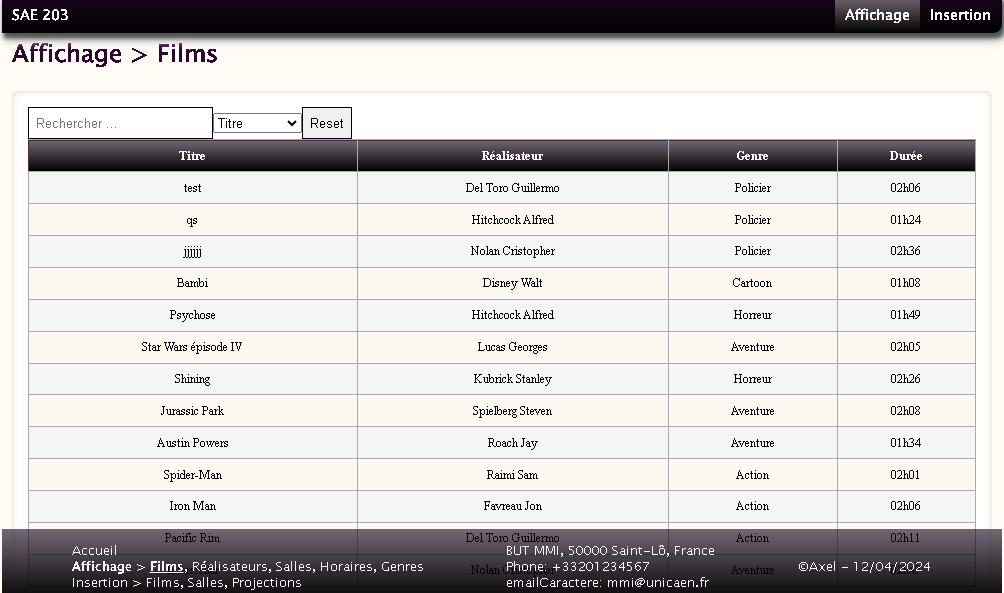 SAE 203 Affichage Insertion
Affichage > Films
Rechercher ... Titre Reset
Titre Réalisateur Genre Durée
test Del Toro Guillermo Policier 02h06
qs Hitchcock Alfred Policier 01h24
jjjjjj Nolan Cristopher Policier 02h36
Bambi Disney Walt Cartoon 01h08
Psychose Hitchcock Alfred Horreur 01h49
Star Wars épisode IV Lucas Georges Aventure 02h05
Shining Kubrick Stanley Horreur 02h26
Jurassic Park Spielberg Steven Aventure 02h08
Austin Powers Roach Jay Aventure 01h34
Spider-Man Raimi Sam Action 02h01
Iron Man Favreau Jon Action 02h06
Pacific Rim Del Toro Guillermo Action 02h11
Accueil BUT MMI, 50000 Saint-Lô, France
Affichage > Films, Réalisateurs, Salles, Horaires, Genres Phone: +33201234567 ©Axel - 12/04/2024
Insertion > Films, Salles, Projections emailCaractere: mmi@unicaen.fr